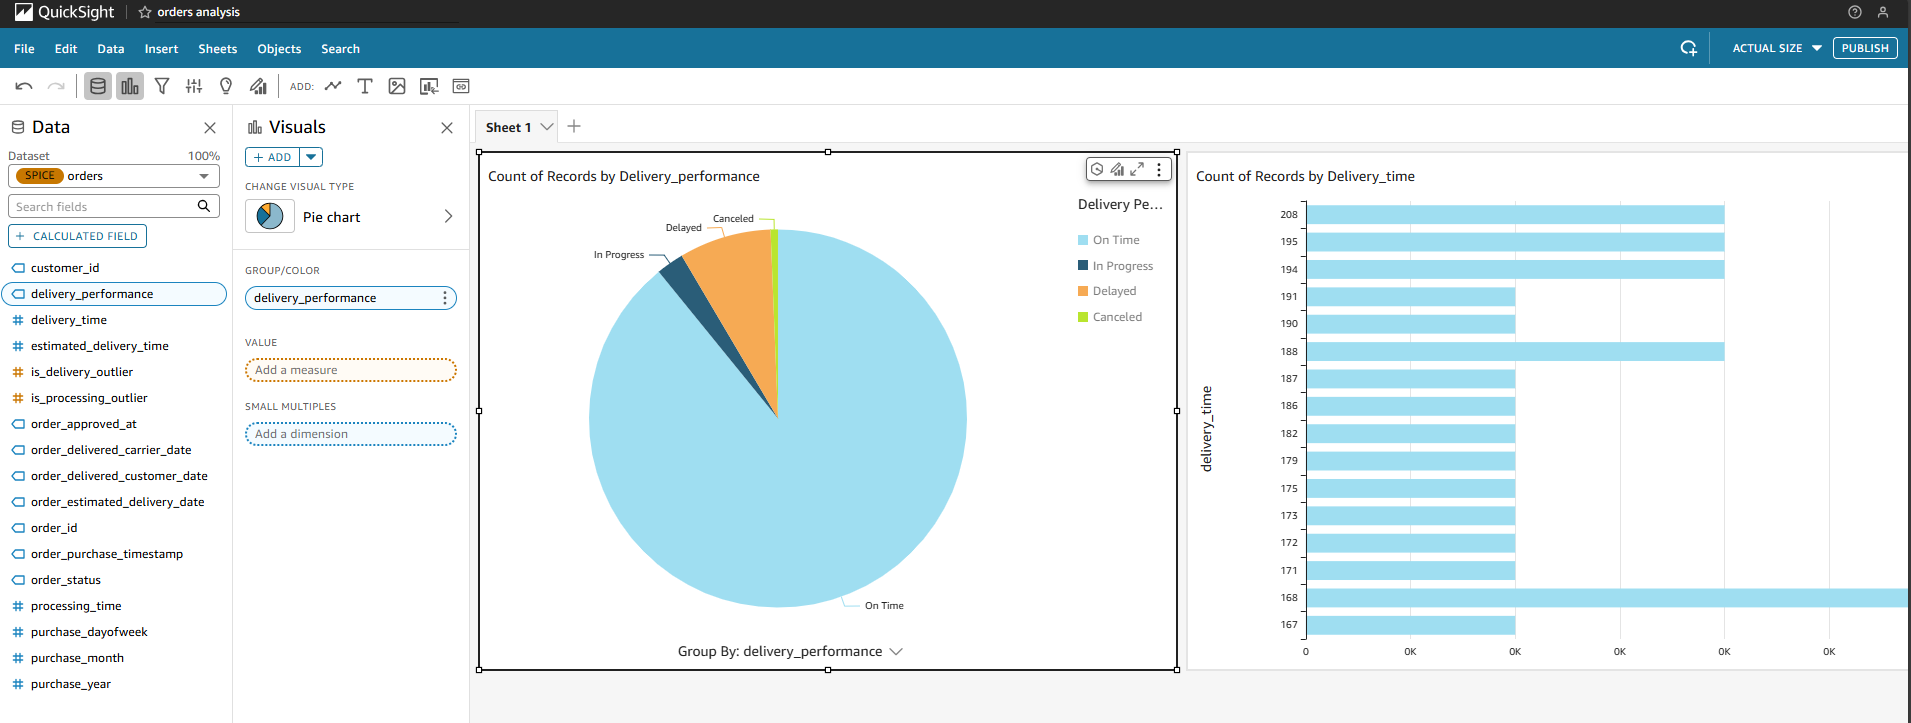 QuickSight
orders analysis
File Edit Data Insert Sheets Objects Search
ACTUAL SIZE
PUBLISH
ADD:
Data
Dataset 100%
SPICE orders
Search fields
+ CALCULATED FIELD
customer_id
delivery_performance
delivery_time
estimated_delivery_time
is_delivery_outlier
is_processing_outlier
order_approved_at
order_delivered_carrier_date
order_delivered_customer_date
order_estimated_delivery_date
order_id
order_purchase_timestamp
order_status
processing_time
purchase_dayofweek
purchase_month
purchase_year
Visuals
+ ADD
CHANGE VISUAL TYPE
Pie chart
GROUP/COLOR
delivery_performance
VALUE
Add a measure
SMALL MULTIPLES
Add a dimension
Sheet 1
Count of Records by Delivery_performance
Canceled
Delayed
In Progress
On Time
Delivery Pe...
On Time
In Progress
Delayed
Canceled
Group By: delivery_performance
Count of Records by Delivery_time
delivery_time
208
195
194
191
190
188
187
186
182
179
175
173
172
171
168
167
0 0K 0K 0K 0K 0K